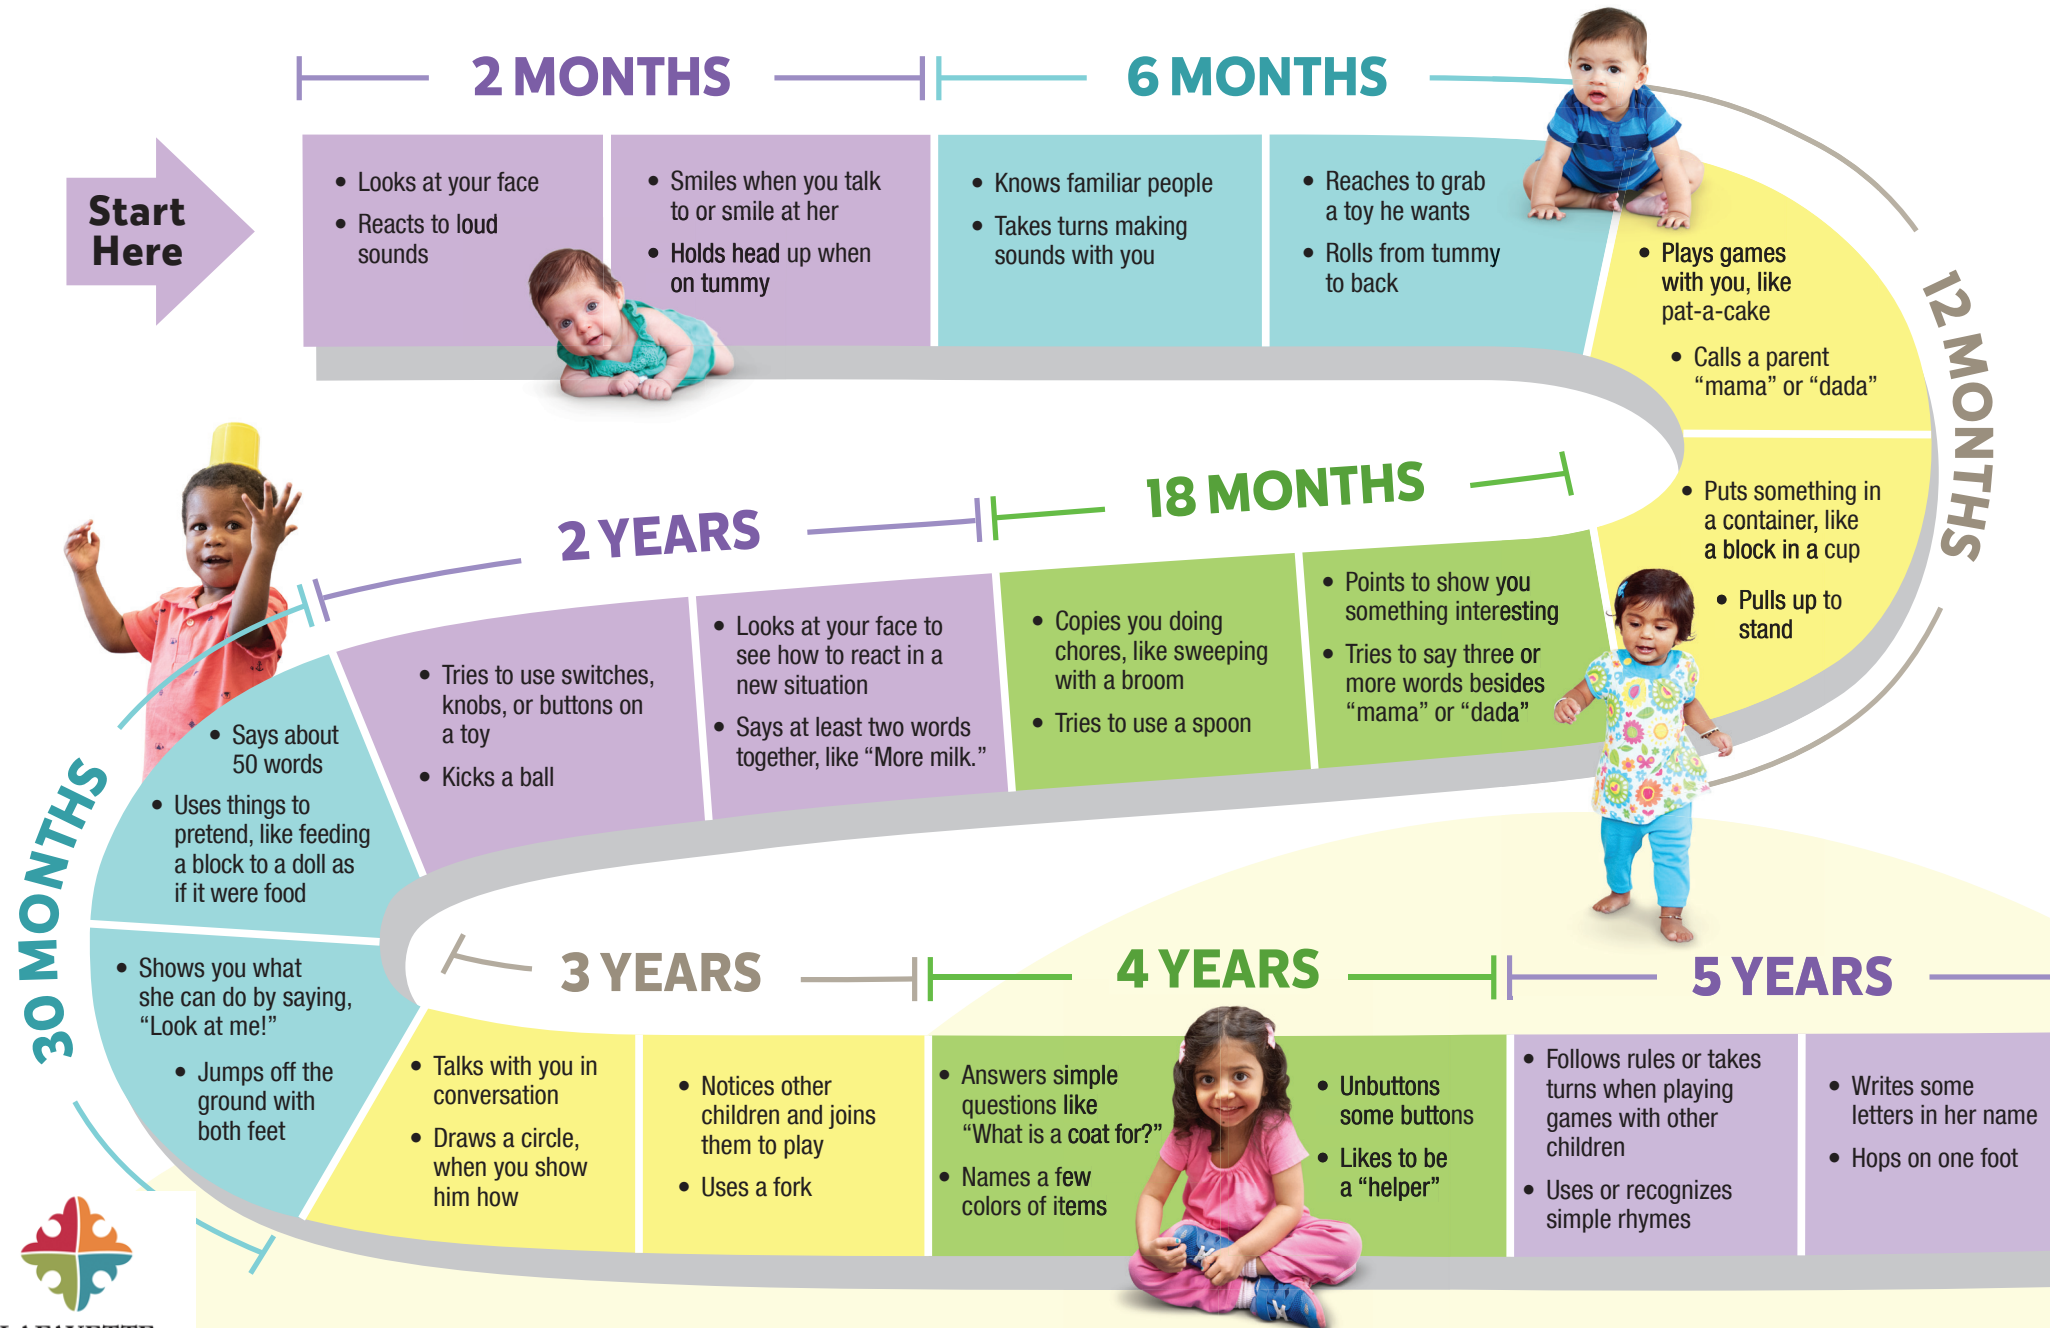 2 MONTHS
6 MONTHS
Start
Here
• Looks at your face
• Reacts to loud
sounds
• Smiles when you talk
to or smile at her
• Holds head up when
on tummy
• Knows familiar people
• Takes turns making
sounds with you
• Reaches to grab
a toy he wants
• Rolls from tummy
to back
12 MONTHS
• Plays games
with you, like
pat-a-cake
• Calls a parent
“mama” or “dada”
• Puts something in
a container, like
a block in a cup
• Pulls up to
stand
18 MONTHS
• Points to show you
something interesting
• Tries to say three or
more words besides
“mama” or “dada”
• Copies you doing
chores, like sweeping
with a broom
• Tries to use a spoon
2 YEARS
• Looks at your face to
see how to react in a
new situation
• Says at least two words
together, like “More milk.”
• Tries to use switches,
knobs, or buttons on
a toy
• Kicks a ball
30 MONTHS
• Says about
50 words
• Uses things to
pretend, like feeding
a block to a doll as
if it were food
• Shows you what
she can do by saying,
“Look at me!”
• Jumps off the
ground with
both feet
3 YEARS
• Talks with you in
conversation
• Draws a circle,
when you show
him how
• Notices other
children and joins
them to play
• Uses a fork
4 YEARS
• Answers simple
questions like
“What is a coat for?”
• Names a few
colors of items
• Unbuttons
some buttons
• Likes to be
a “helper”
5 YEARS
• Follows rules or takes
turns when playing
games with other
children
• Uses or recognizes
simple rhymes
• Writes some
letters in her name
• Hops on one foot